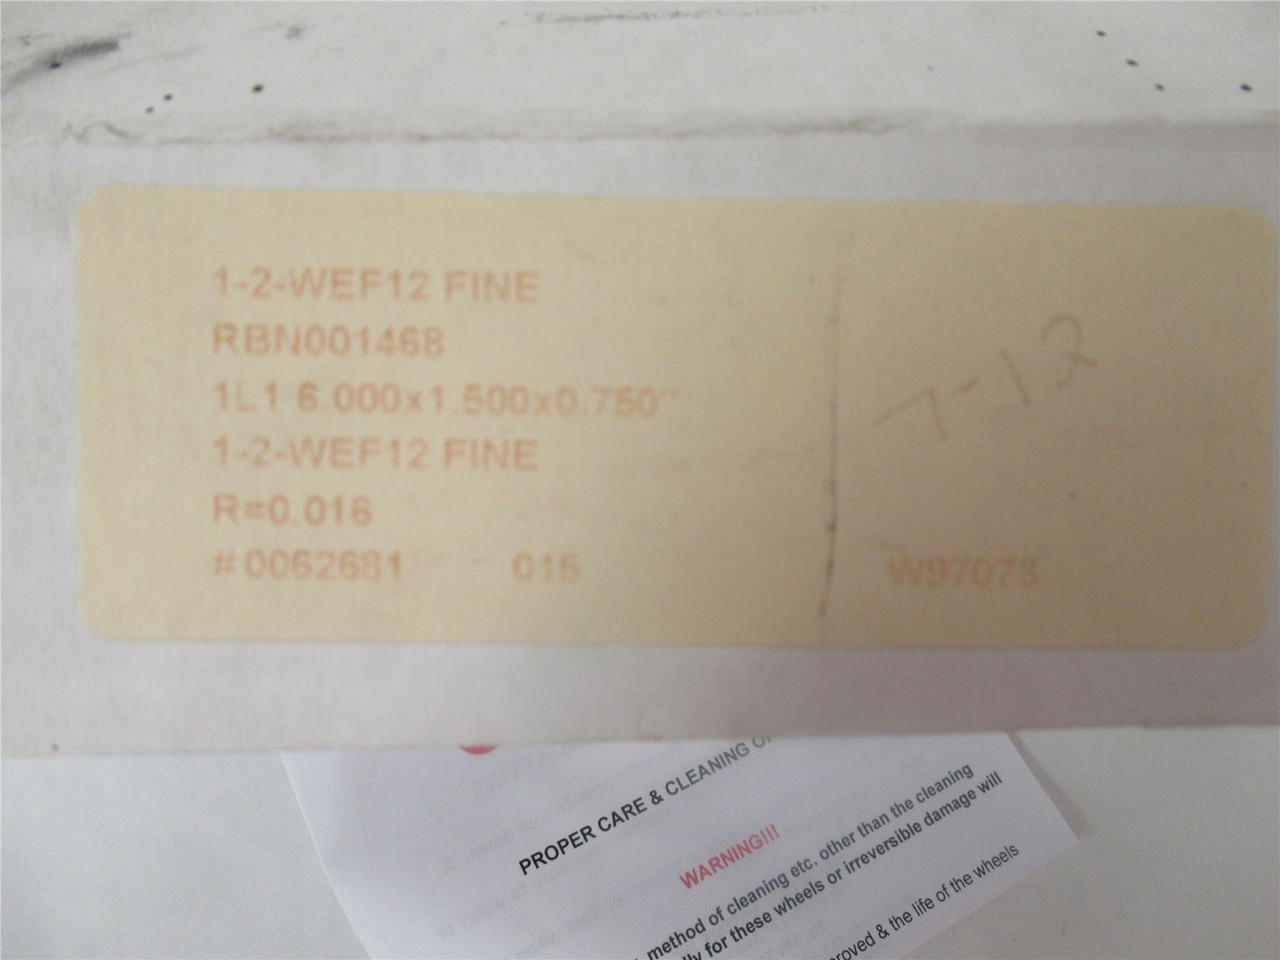 1-2-WEF12 FINE
RBN001468
1L1 6.000x1.500x0.750"
1-2-WEF12 FINE
R=0.016
#0062681 015
W97073
7-12
PROPER CARE & CLEANING
WARNING!!!
method of cleaning etc. other than the cleaning
for these wheels or irreversible damage will
& the life of the wheels